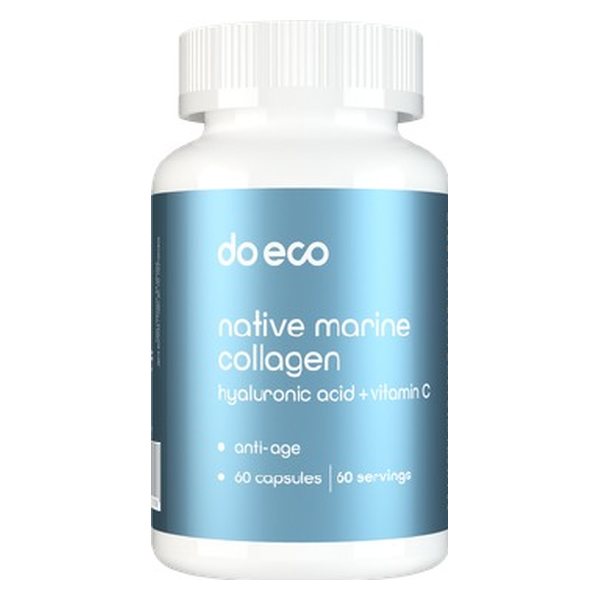 do eco
native marine
collagen
hyaluronic acid + vitamin C
• anti-age
• 60 capsules | 60 servings